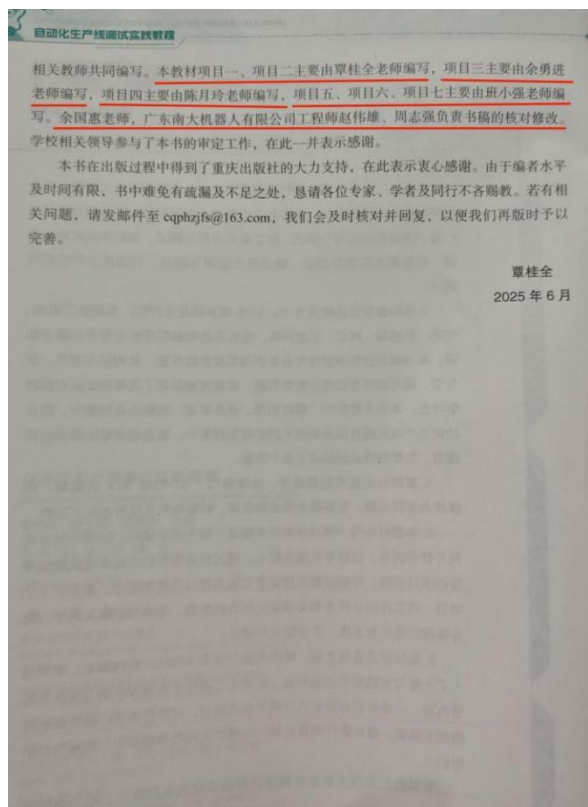 自动化生产线调试实践教程
相关教师共同编写。本教材项目一、项目二主要由覃桂全老师编写，项目三主要由余勇进
老师编写，项目四主要由陈月玲老师编写，项目五、项目六、项目七主要由班小强老师编
写。余国惠老师，广东南大机器人有限公司工程师赵伟雄、周志强负责书稿的核对修改。
学校相关领导参与了本书的审定工作，在此一并表示感谢。
本书在出版过程中得到了重庆出版社的大力支持，在此表示衷心感谢。由于编者水平
及时间有限，书中难免有疏漏及不足之处，恳请各位专家、学者及同行不吝赐教。若有相
关问题，请发邮件至 cqphzjfs@163.com，我们会及时核对并回复，以便我们再版时予以
完善。
覃桂全
2025 年 6 月